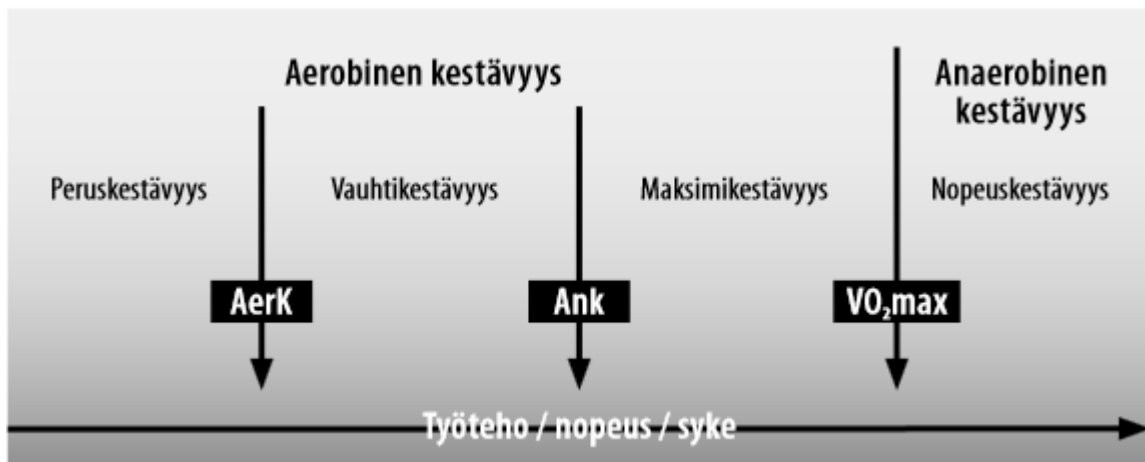 Aerobinen kestävyys
Anaerobinen
kestävyys
Peruskestävyys
Vauhtikestävyys
Maksimikestävyys
Nopeuskestävyys
AerK
Ank
VO₂max
Työteho / nopeus / syke